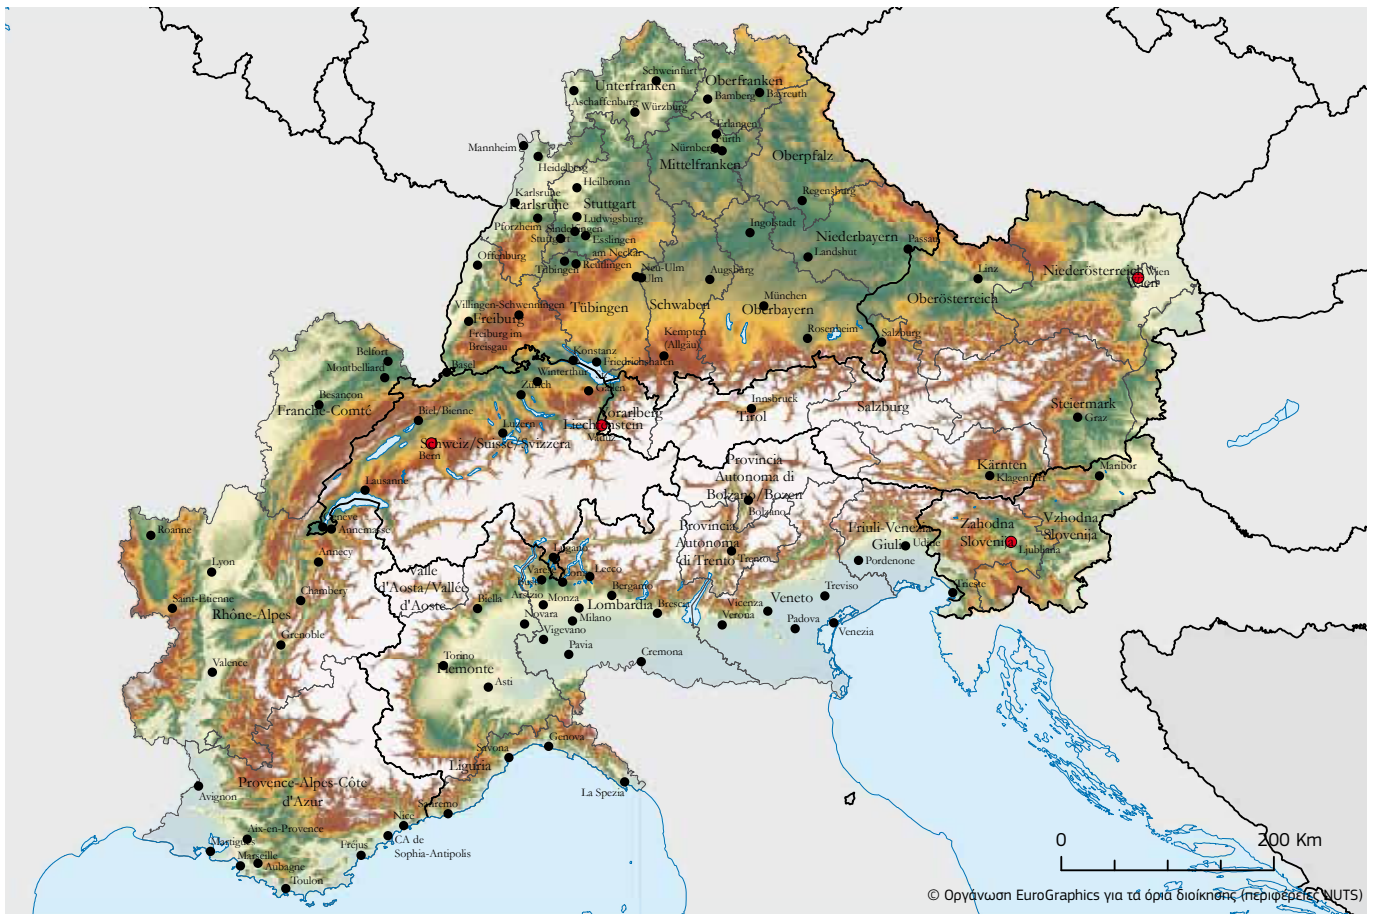 Schweinfurt
Unterfranken
Oberfranken
Aschaffenburg
Würzburg
Bamberg
Bayreuth
Erlangen
Fürth
Nürnberg
Mittelfranken
Oberpfalz
Mannheim
Heidelberg
Heilbronn
Karlsruhe
Karlsruhe
Stuttgart
Regensburg
Ludwigsburg
Pforzheim
Sindelfingen
Stuttgart
Esslingen
am Neckar
Ingolstadt
Niederbayern
Landshut
Passau
Offenburg
Tübingen
Reutlingen
Neu-Ulm
Ulm
Augsburg
Linz
Niederösterreich
Wien
Wien
Oberösterreich
Villingen-Schwenningen
Tübingen
Schwaben
München
Oberbayern
Freiburg
Freiburg im
Breisgau
Kempten
(Allgäu)
Rosenheim
Salzburg
Belfort
Montbelliard
Basel
Konstanz
Friedrichshafen
Winterthur
Zürich
Gallen
Besançon
Franche-Comté
Biel/Bienne
Luzern
Vorarlberg
Liechtenstein
Vaduz
Innsbruck
Tirol
Salzburg
Steiermark
Graz
Schweiz/Suisse/Svizzera
Bern
Lausanne
Provincia
Autonoma di
Bolzano/Bozen
Bolzano
Kärnten
Klagenfurt
Maribor
Roanne
Genève
Annemasse
Annecy
Provincia
Autonoma
di Trento
Trento
Friuli-Venezia
Giulia
Udine
Pordenone
Zahodna
Slovenija
Ljubljana
Vzhodna
Slovenija
Lyon
Saint-Etienne
Rhône-Alpes
Chambery
Grenoble
Valence
Valle
d'Aosta/Vallée
d'Aoste
Biella
Lugano
Varese
Como
Lecco
Busto
Arsizio
Monza
Bergamo
Lombardia
Brescia
Novara
Milano
Vigevano
Pavia
Cremona
Vicenza
Verona
Veneto
Treviso
Padova
Venezia
Trieste
Torino
Piemonte
Asti
Savona
Genova
Liguria
La Spezia
Provence-Alpes-Côte
d'Azur
Avignon
Sanremo
Nice
CA de
Sophia-Antipolis
Aix-en-Provence
Martigues
Marseille
Aubagne
Fréjus
Toulon
0 200 Km
© Οργάνωση EuroGraphics για τα όρια διοίκησης (περιφέρειες NUTS)